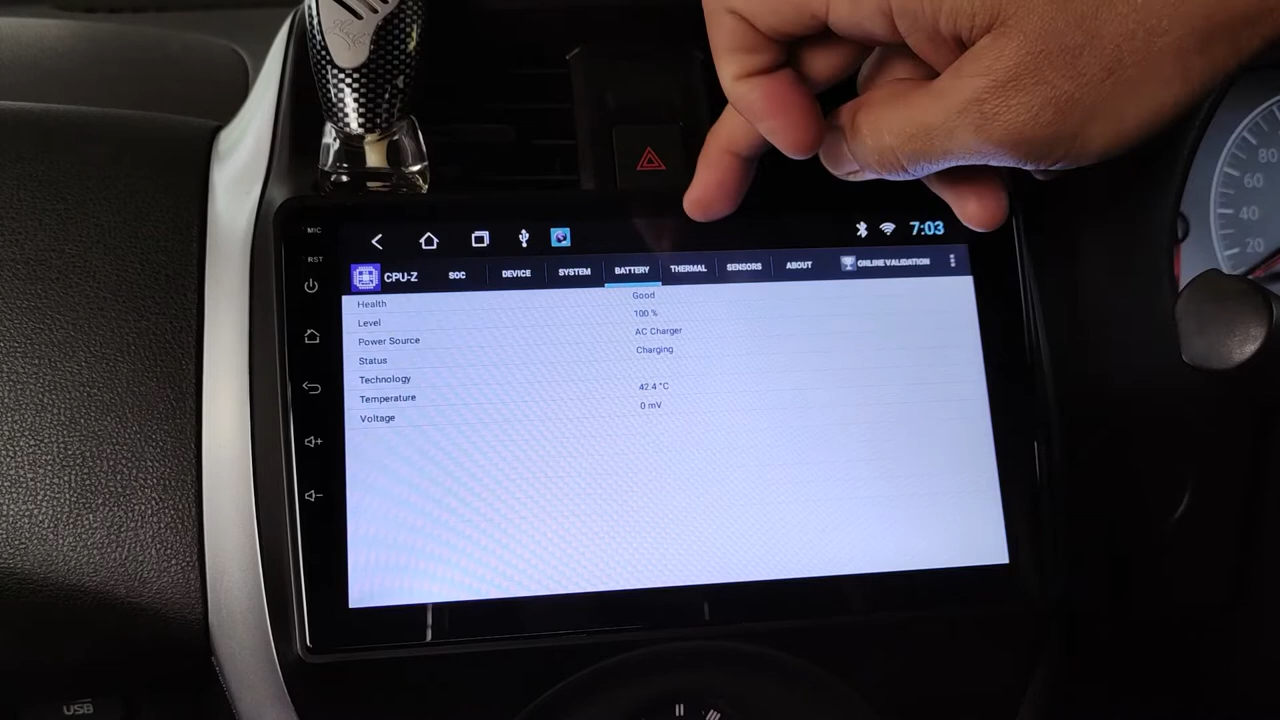 MIC
RST
7:03
CPU-Z
SOC
DEVICE
SYSTEM
BATTERY
THERMAL
SENSORS
ABOUT
ONLINE VALIDATION
Health Good
Level 100 %
Power Source AC Charger
Status Charging
Technology
Temperature 42.4 °C
Voltage 0 mV
80
60
40
20
USB